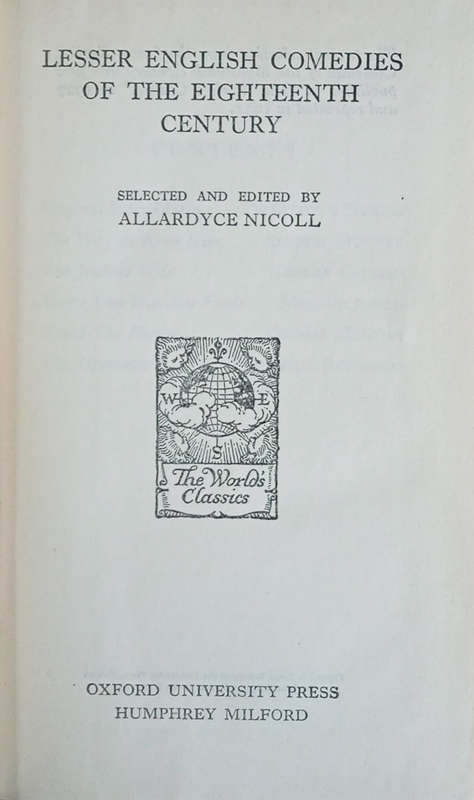 LESSER ENGLISH COMEDIES
OF THE EIGHTEENTH
CENTURY
SELECTED AND EDITED BY
ALLARDYCE NICOLL
W E
S
The World's
Classics
OXFORD UNIVERSITY PRESS
HUMPHREY MILFORD